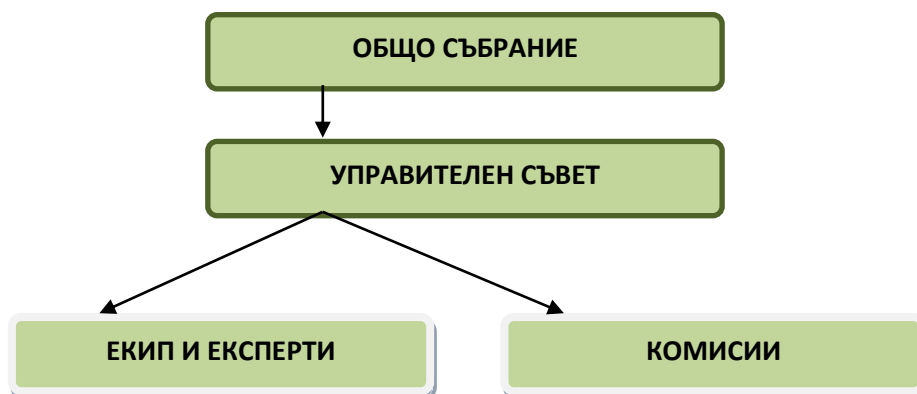 ОБЩО СЪБРАНИЕ
УПРАВИТЕЛЕН СЪВЕТ
ЕКИП И ЕКСПЕРТИ
КОМИСИИ